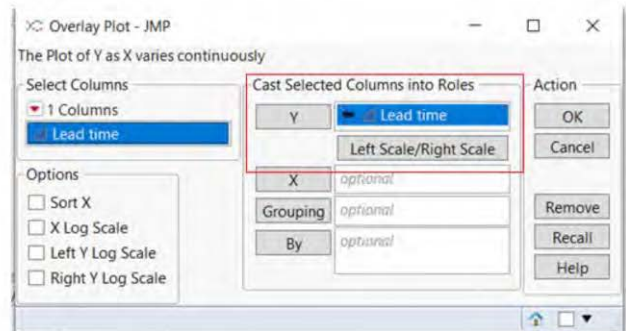 Overlay Plot - JMP
The Plot of Y as X varies continuously
Select Columns
1 Columns
Lead time
Options
Sort X
X Log Scale
Left Y Log Scale
Right Y Log Scale
Cast Selected Columns into Roles
Y Lead time
Left Scale/Right Scale
X optional
Grouping optional
By optional
Action
OK
Cancel
Remove
Recall
Help